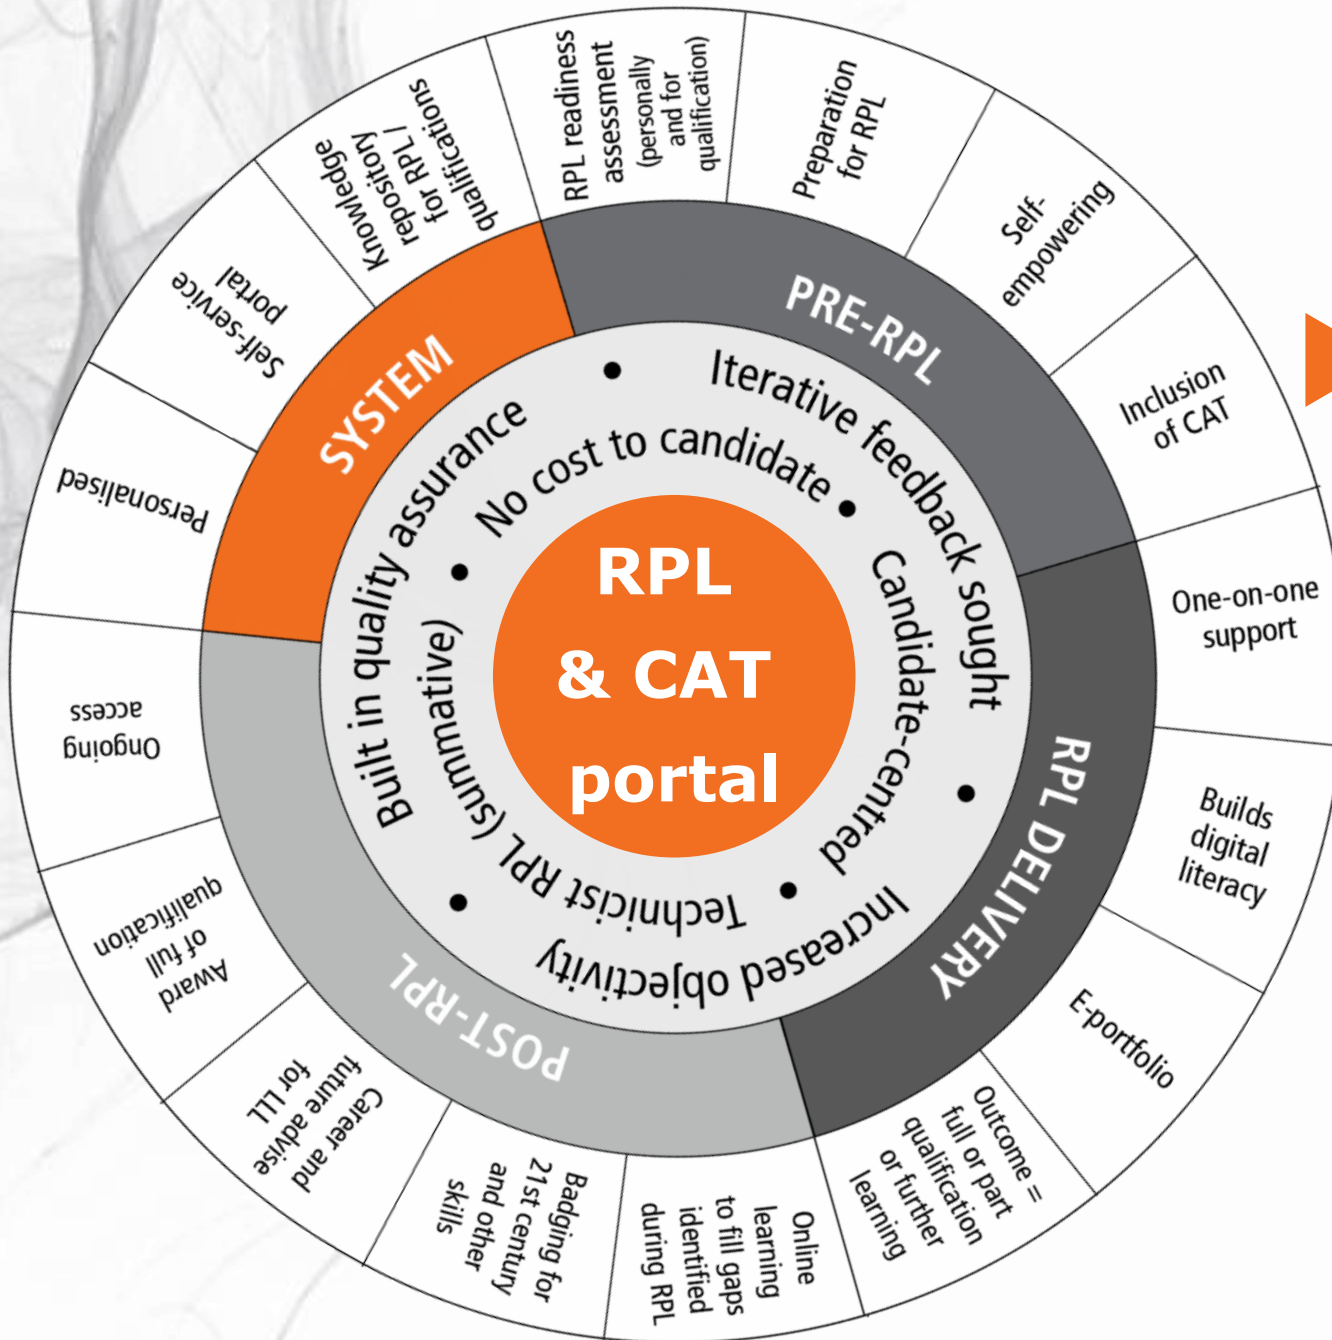 RPL
& CAT
portal
No cost to candidate
Candidate-centred
Technicist RPL (summative)
Iterative feedback sought
Increased objectivity
Built in quality assurance
PRE-RPL
RPL readiness
assessment
(personally
and for
qualification)
Preparation
for RPL
Self-
empowering
Inclusion
of CAT
RPL DELIVERY
One-on-one
support
Builds
digital
literacy
E-portfolio
Outcome =
full or part
qualification
or further
learning
POST-RPL
Online
learning
to fill gaps
identified
during RPL
Badging for
21st century
and other
skills
Career and
future advise
for LLL
Award
of full
qualification
Ongoing
access
SYSTEM
Personalised
Self-service
portal
Knowledge
repository
for RPL /
qualifications